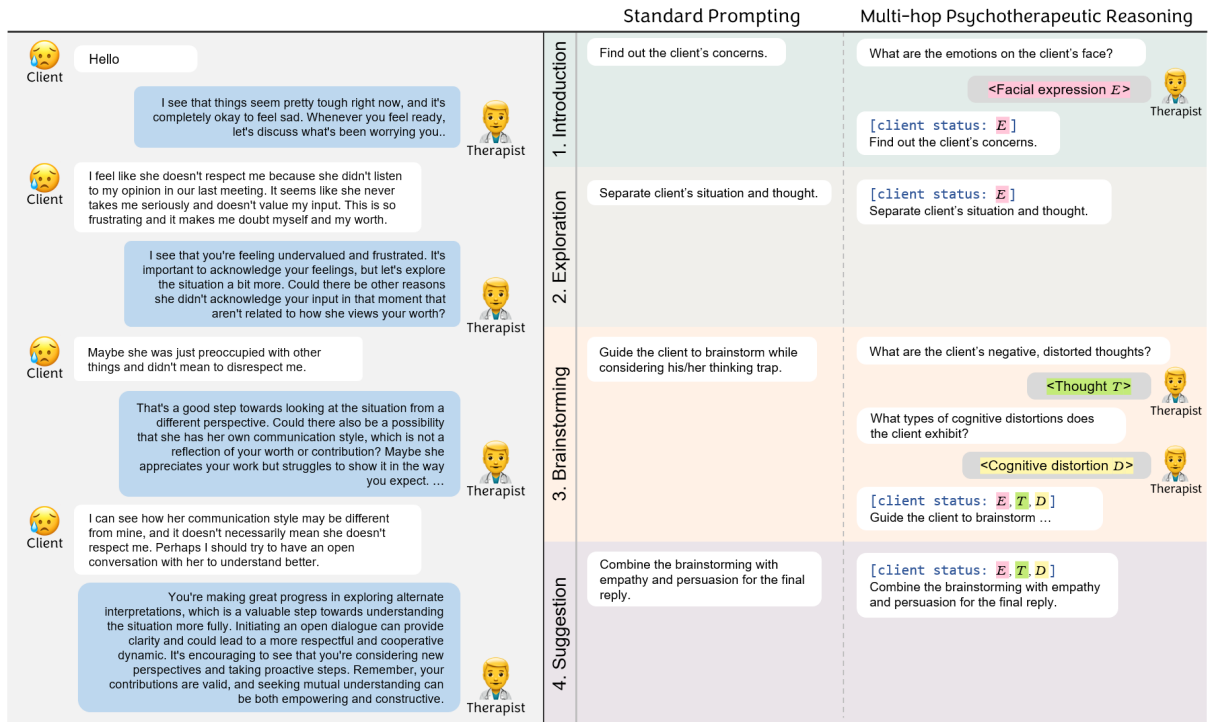 Standard Prompting
Multi-hop Psychotherapeutic Reasoning
Client
Hello
I see that things seem pretty tough right now, and it's
completely okay to feel sad. Whenever you feel ready,
let's discuss what's been worrying you..
Therapist
Client
I feel like she doesn't respect me because she didn't listen
to my opinion in our last meeting. It seems like she never
takes me seriously and doesn't value my input. This is so
frustrating and it makes me doubt myself and my worth.
I see that you're feeling undervalued and frustrated. It's
important to acknowledge your feelings, but let's explore
the situation a bit more. Could there be other reasons
she didn't acknowledge your input in that moment that
aren't related to how she views your worth?
Therapist
Client
Maybe she was just preoccupied with other
things and didn't mean to disrespect me.
That's a good step towards looking at the situation from a
different perspective. Could there also be a possibility
that she has her own communication style, which is not a
reflection of your worth or contribution? Maybe she
appreciates your work but struggles to show it in the way
you expect. ...
Therapist
Client
I can see how her communication style may be different
from mine, and it doesn't necessarily mean she doesn't
respect me. Perhaps I should try to have an open
conversation with her to understand better.
You're making great progress in exploring alternate
interpretations, which is a valuable step towards understanding
the situation more fully. Initiating an open dialogue can provide
clarity and could lead to a more respectful and cooperative
dynamic. It's encouraging to see that you're considering new
perspectives and taking proactive steps. Remember, your
contributions are valid, and seeking mutual understanding can
be both empowering and constructive.
Therapist
1. Introduction
Find out the client's concerns.
What are the emotions on the client's face?
<Facial expression E>
Therapist
[client status: E]
Find out the client's concerns.
2. Exploration
Separate client's situation and thought.
[client status: E]
Separate client's situation and thought.
3. Brainstorming
Guide the client to brainstorm while
considering his/her thinking trap.
What are the client's negative, distorted thoughts?
<Thought T>
Therapist
What types of cognitive distortions does
the client exhibit?
<Cognitive distortion D>
Therapist
[client status: E, T, D]
Guide the client to brainstorm ...
4. Suggestion
Combine the brainstorming with
empathy and persuasion for the final
reply.
[client status: E, T, D]
Combine the brainstorming with empathy
and persuasion for the final reply.